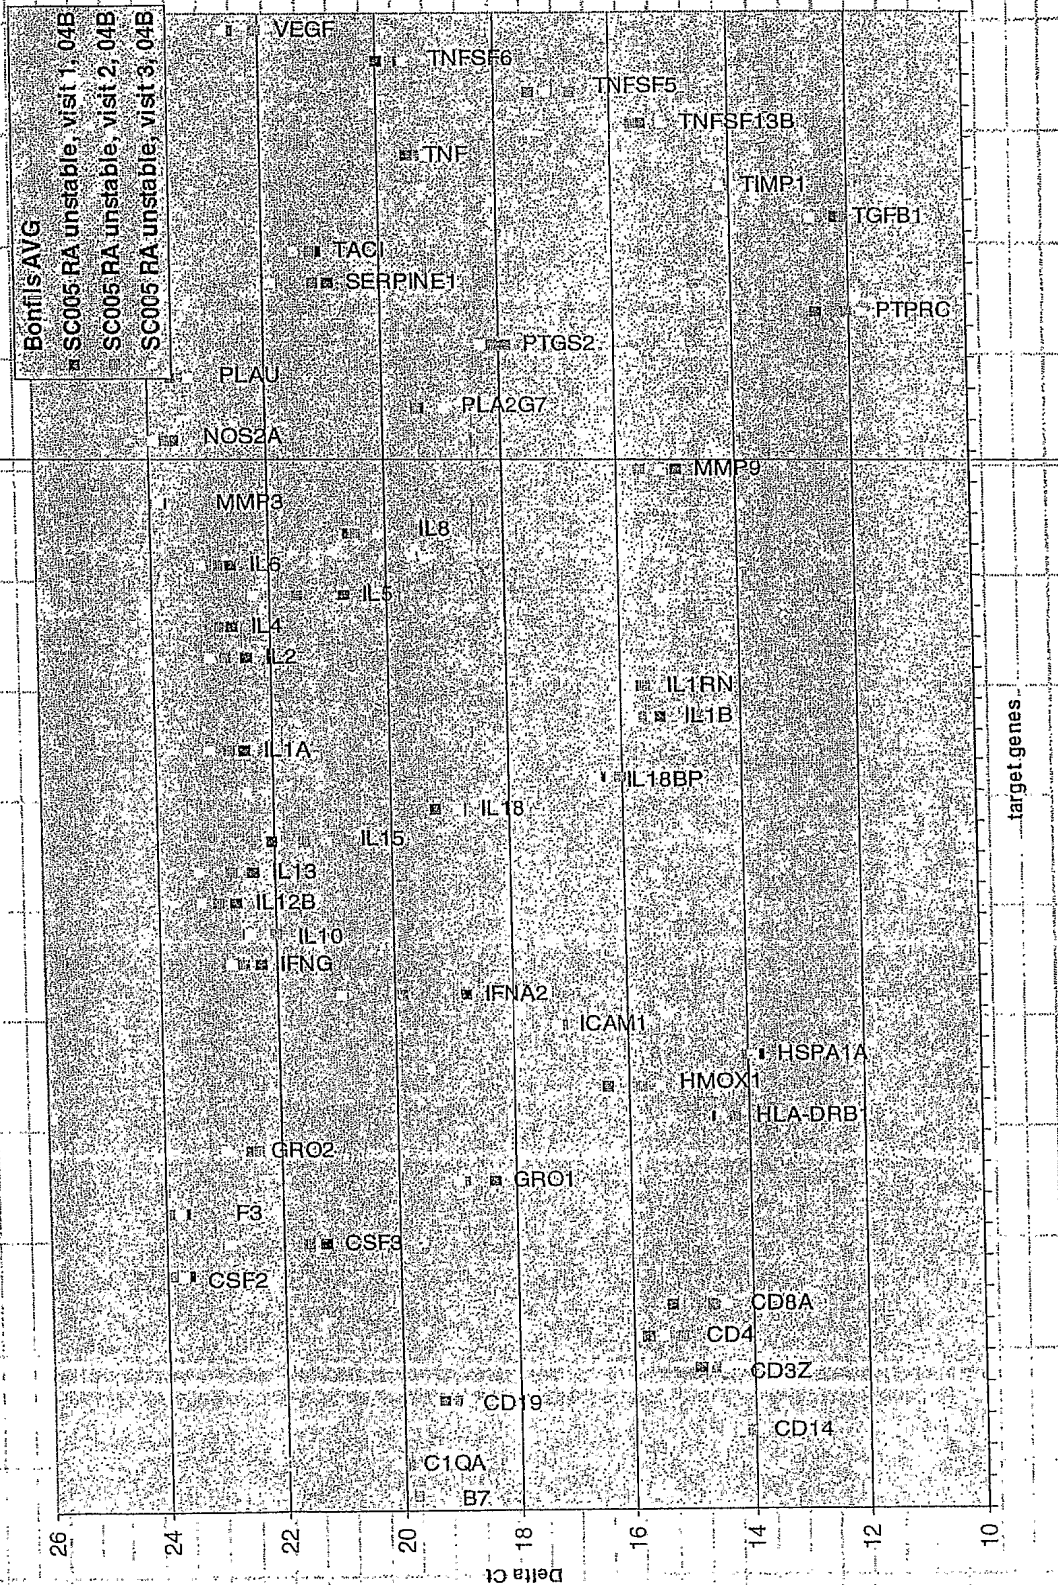 Bonfils AVG
SC005 RA unstable, visit 1, 04B
SC005 RA unstable, visit 2, 04B
SC005 RA unstable, visit 3, 04B
Delta Ct
26
24
22
20
18
16
14
12
10
B7
C1QA
CD14
CD19
CD3Z
CD4
CD8A
CSF2
CSF3
F3
GRO1
GRO2
HLA-DRB
HMOX1
HSPA1A
ICAM1
IFNA2
IFNG
IL10
IL12B
IL13
IL15
IL18
IL18BP
IL1A
IL1B
IL1RN
IL2
IL4
IL5
IL6
IL8
MMP3
MMP9
NOS2A
PLA2G7
PLAU
PTGS2
PTPRC
SERPINE1
TACI
TGFB1
TIMP1
TNF
TNFSF13B
TNFSF5
TNFSF6
VEGF
target genes